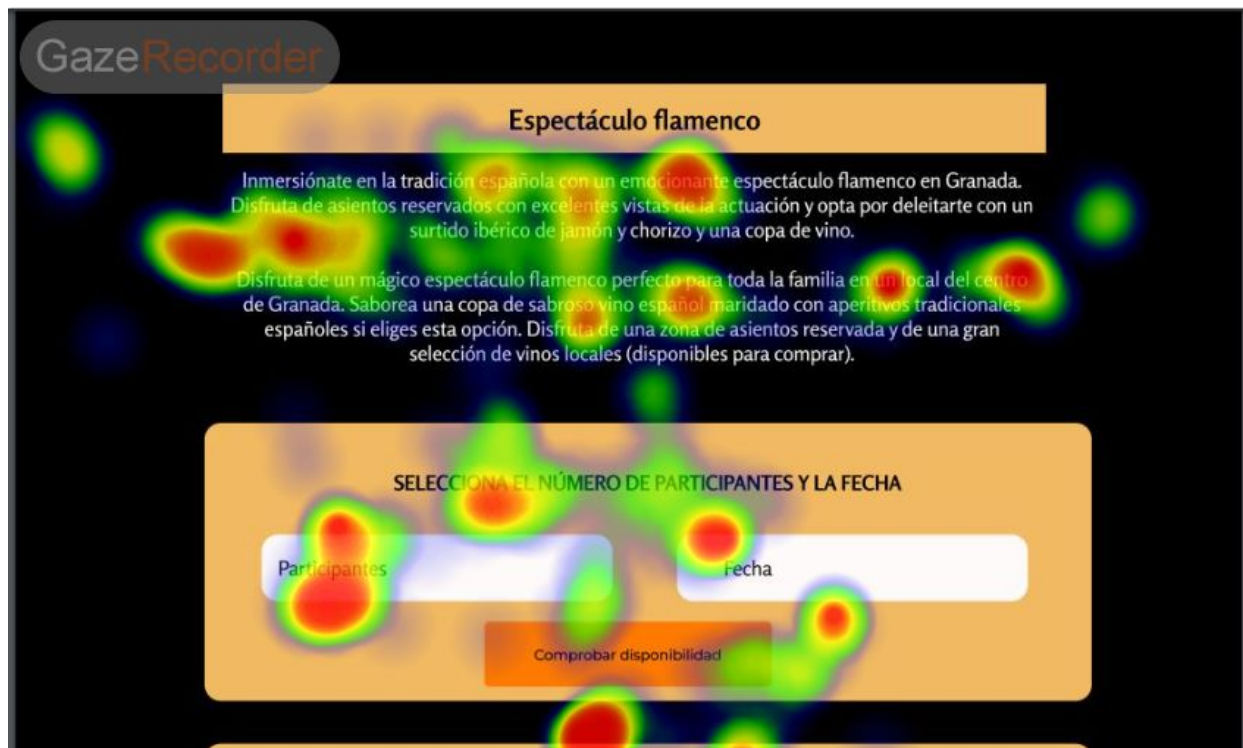 GazeRecorder
Espectáculo flamenco
Inmersiónate en la tradición española con un emocionante espectáculo flamenco en Granada.
Disfruta de asientos reservados con excelentes vistas de la actuación y opta por deleitarte con un
surtido ibérico de jamón y chorizo y una copa de vino.
Disfruta de un mágico espectáculo flamenco perfecto para toda la familia en un local del centro
de Granada. Saborea una copa de sabroso vino español maridado con aperitivos tradicionales
españoles si eliges esta opción. Disfruta de una zona de asientos reservada y de una gran
selección de vinos locales (disponibles para comprar).
SELECCIONA EL NÚMERO DE PARTICIPANTES Y LA FECHA
Participantes
Fecha
Comprobar disponibilidad